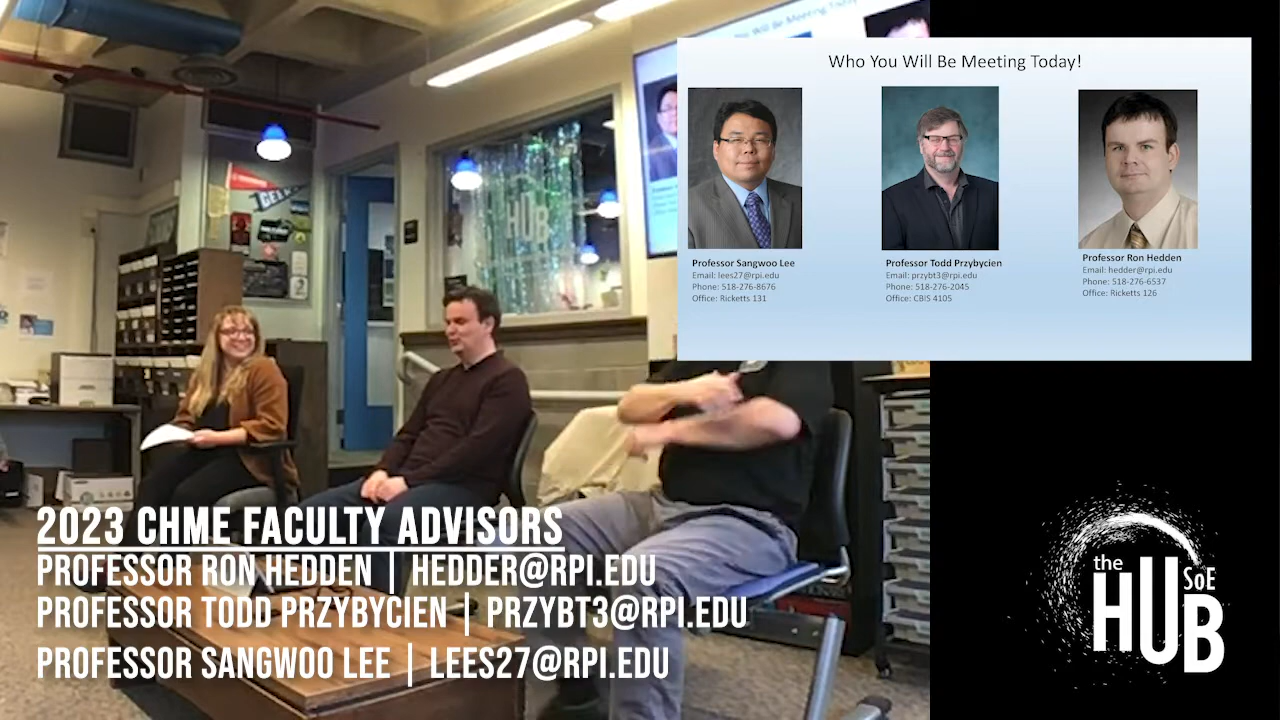 Who You Will Be Meeting Today!
Professor Sangwoo Lee
Email: lees27@rpi.edu
Phone: 518-276-8676
Office: Ricketts 131
Professor Todd Przybycien
Email: przybt3@rpi.edu
Phone: 518-276-2045
Office: CBIS 4105
Professor Ron Hedden
Email: hedder@rpi.edu
Phone: 518-276-6537
Office: Ricketts 126
HUB
2023 CHME FACULTY ADVISORS
PROFESSOR RON HEDDEN | HEDDER@RPI.EDU
PROFESSOR TODD PRZYBYCIEN | PRZYBT3@RPI.EDU
PROFESSOR SANGWOO LEE | LEES27@RPI.EDU
the
HUB
SoE